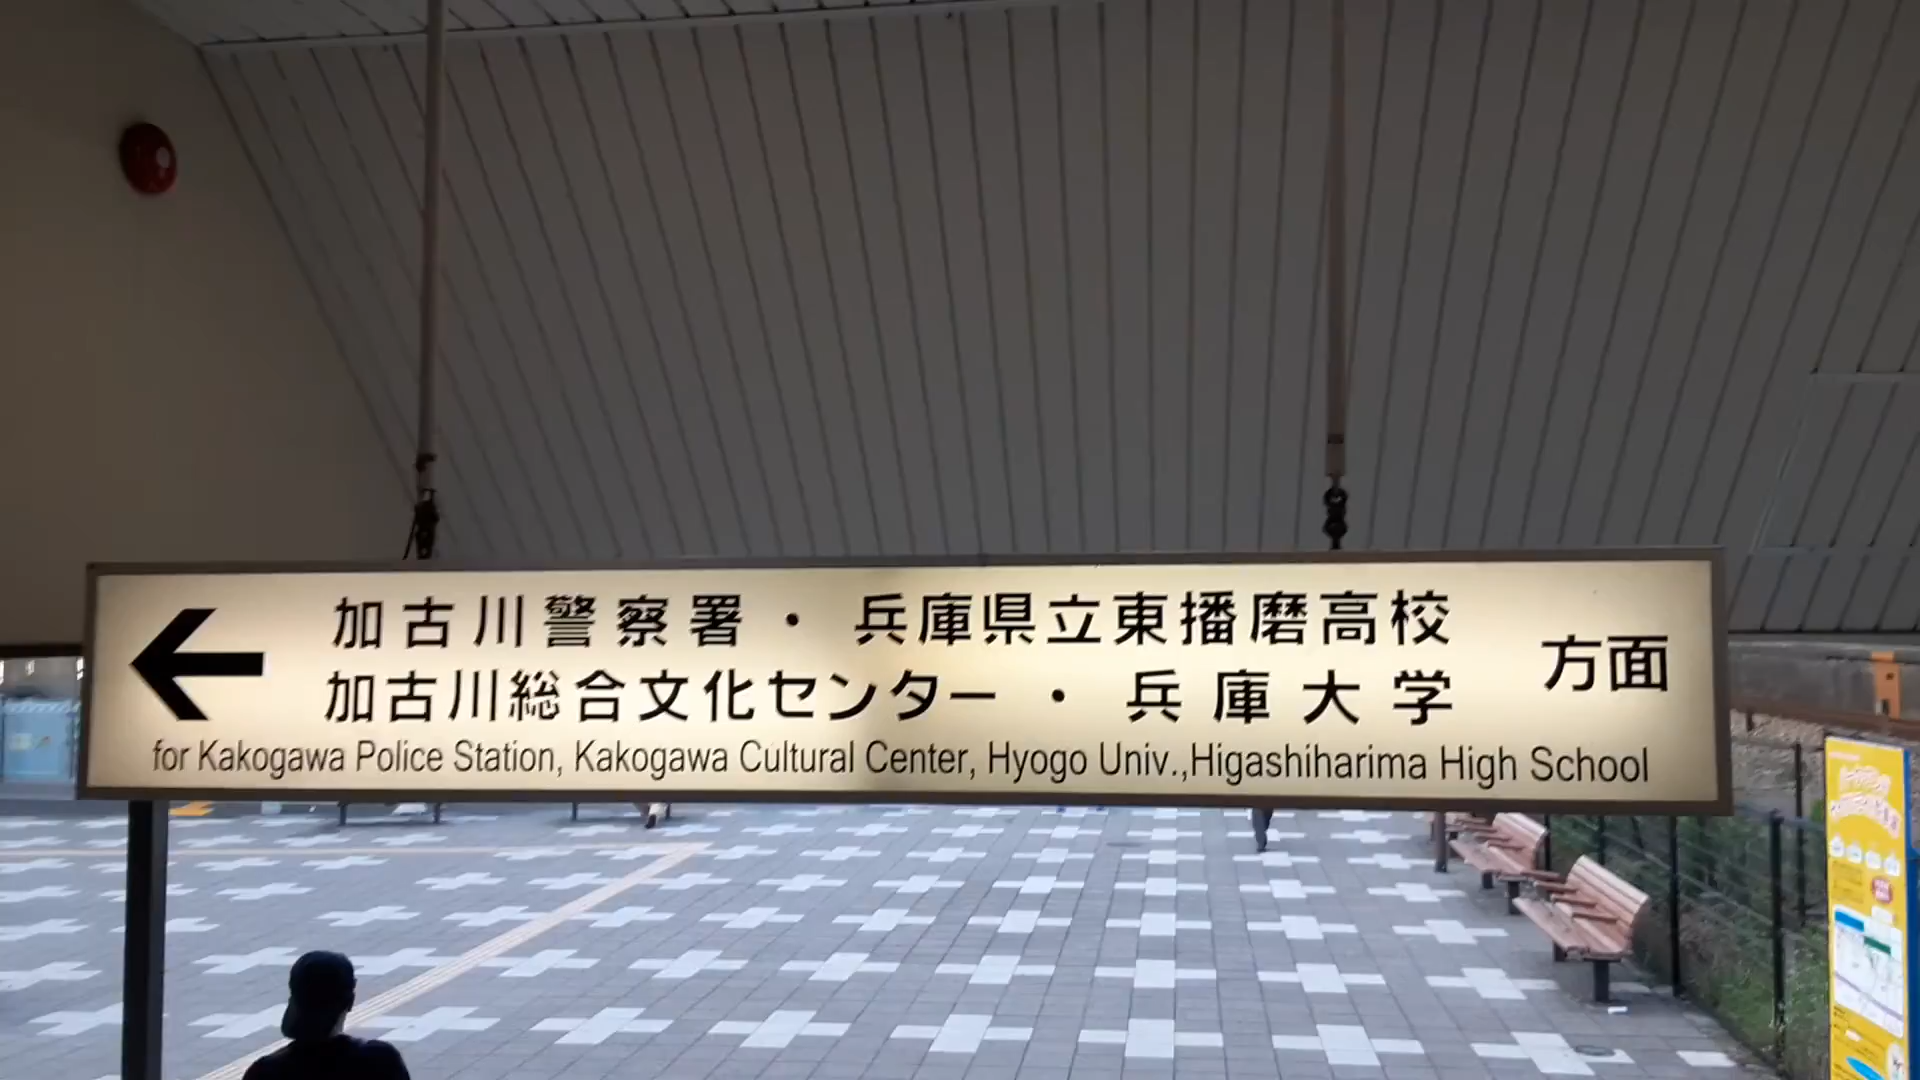 加古川警察署・兵庫県立東播磨高校
加古川総合文化センター・兵庫大学
方面
for Kakogawa Police Station, Kakogawa Cultural Center, Hyogo Univ.,Higashiharima High School